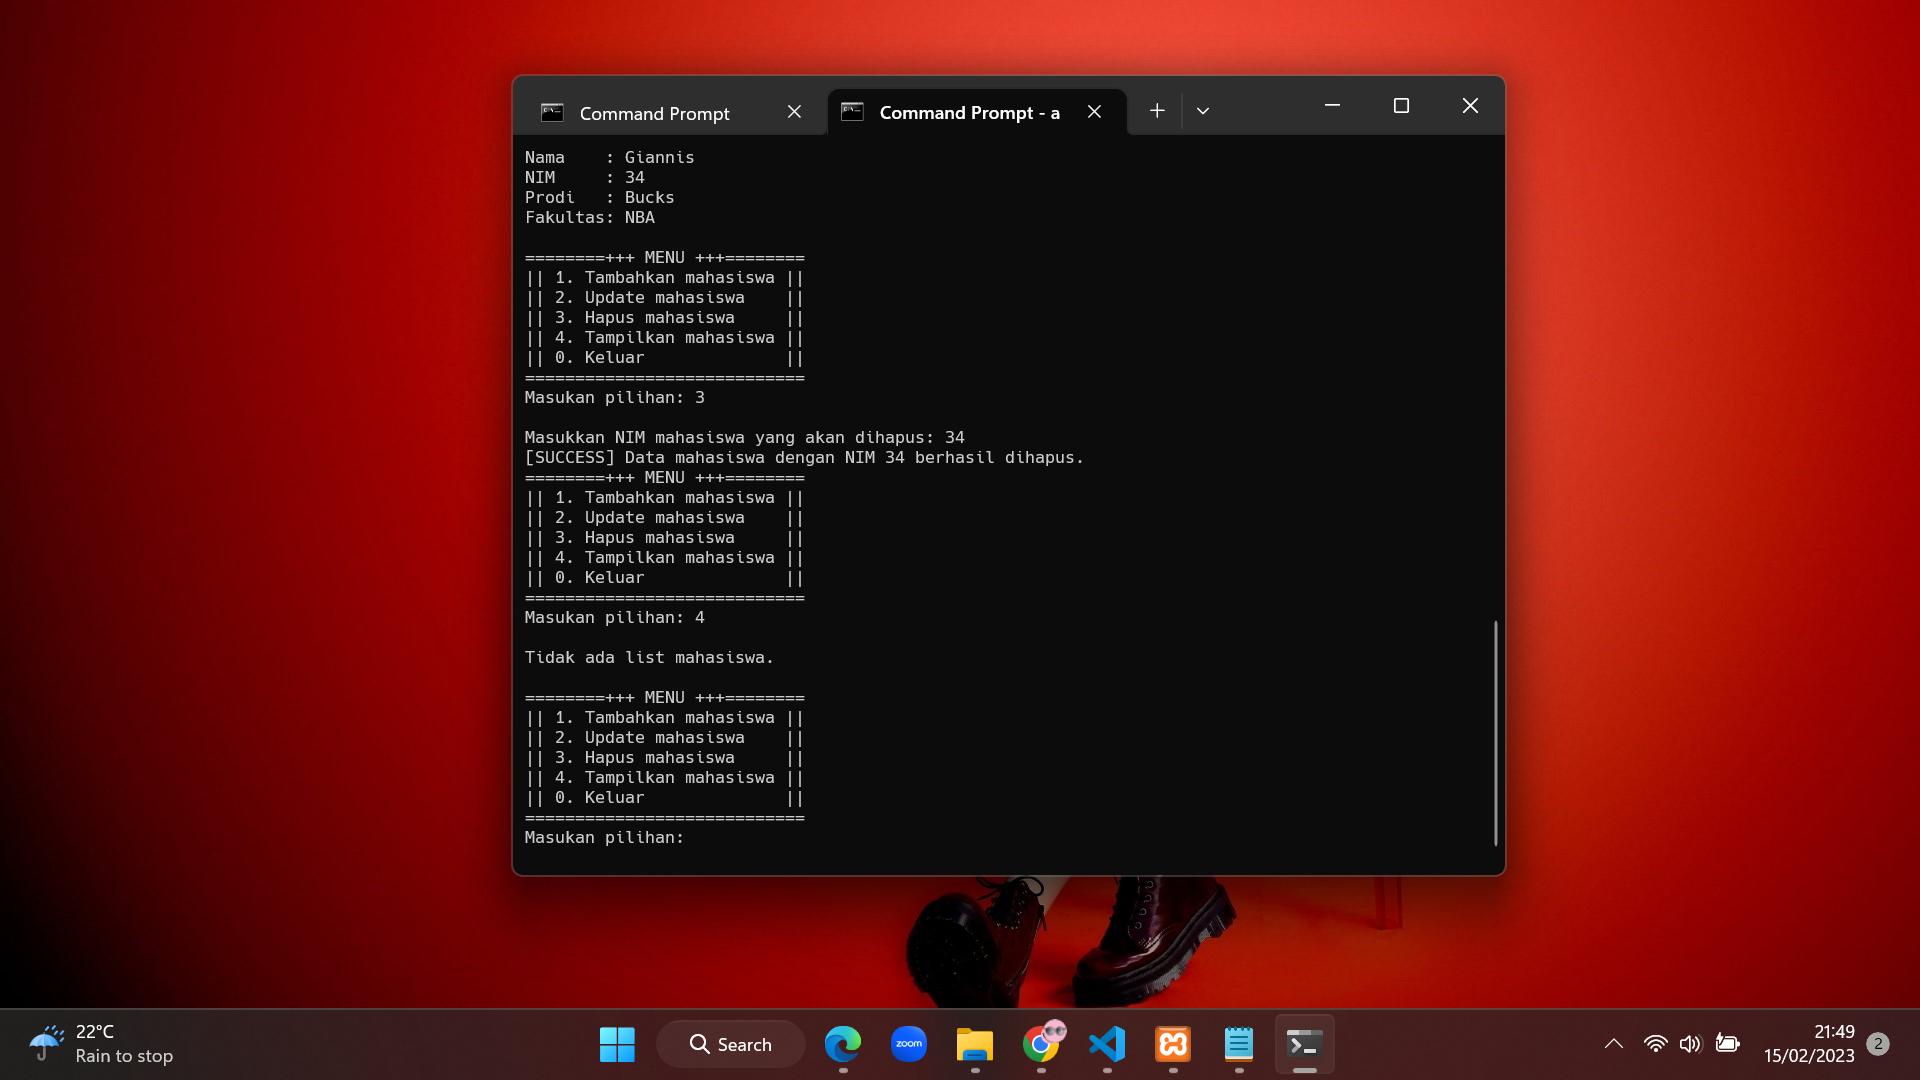 Command Prompt
Command Prompt - a
Nama    : Giannis
NIM     : 34
Prodi   : Bucks
Fakultas: NBA
========+++ MENU +++========
|| 1. Tambahkan mahasiswa ||
|| 2. Update mahasiswa    ||
|| 3. Hapus mahasiswa     ||
|| 4. Tampilkan mahasiswa ||
|| 0. Keluar              ||
============================
Masukan pilihan: 3
Masukkan NIM mahasiswa yang akan dihapus: 34
[SUCCESS] Data mahasiswa dengan NIM 34 berhasil dihapus.
========+++ MENU +++========
|| 1. Tambahkan mahasiswa ||
|| 2. Update mahasiswa    ||
|| 3. Hapus mahasiswa     ||
|| 4. Tampilkan mahasiswa ||
|| 0. Keluar              ||
============================
Masukan pilihan: 4
Tidak ada list mahasiswa.
========+++ MENU +++========
|| 1. Tambahkan mahasiswa ||
|| 2. Update mahasiswa    ||
|| 3. Hapus mahasiswa     ||
|| 4. Tampilkan mahasiswa ||
|| 0. Keluar              ||
============================
Masukan pilihan:
22°C
Rain to stop
Search
zoom
21:49
15/02/2023
2